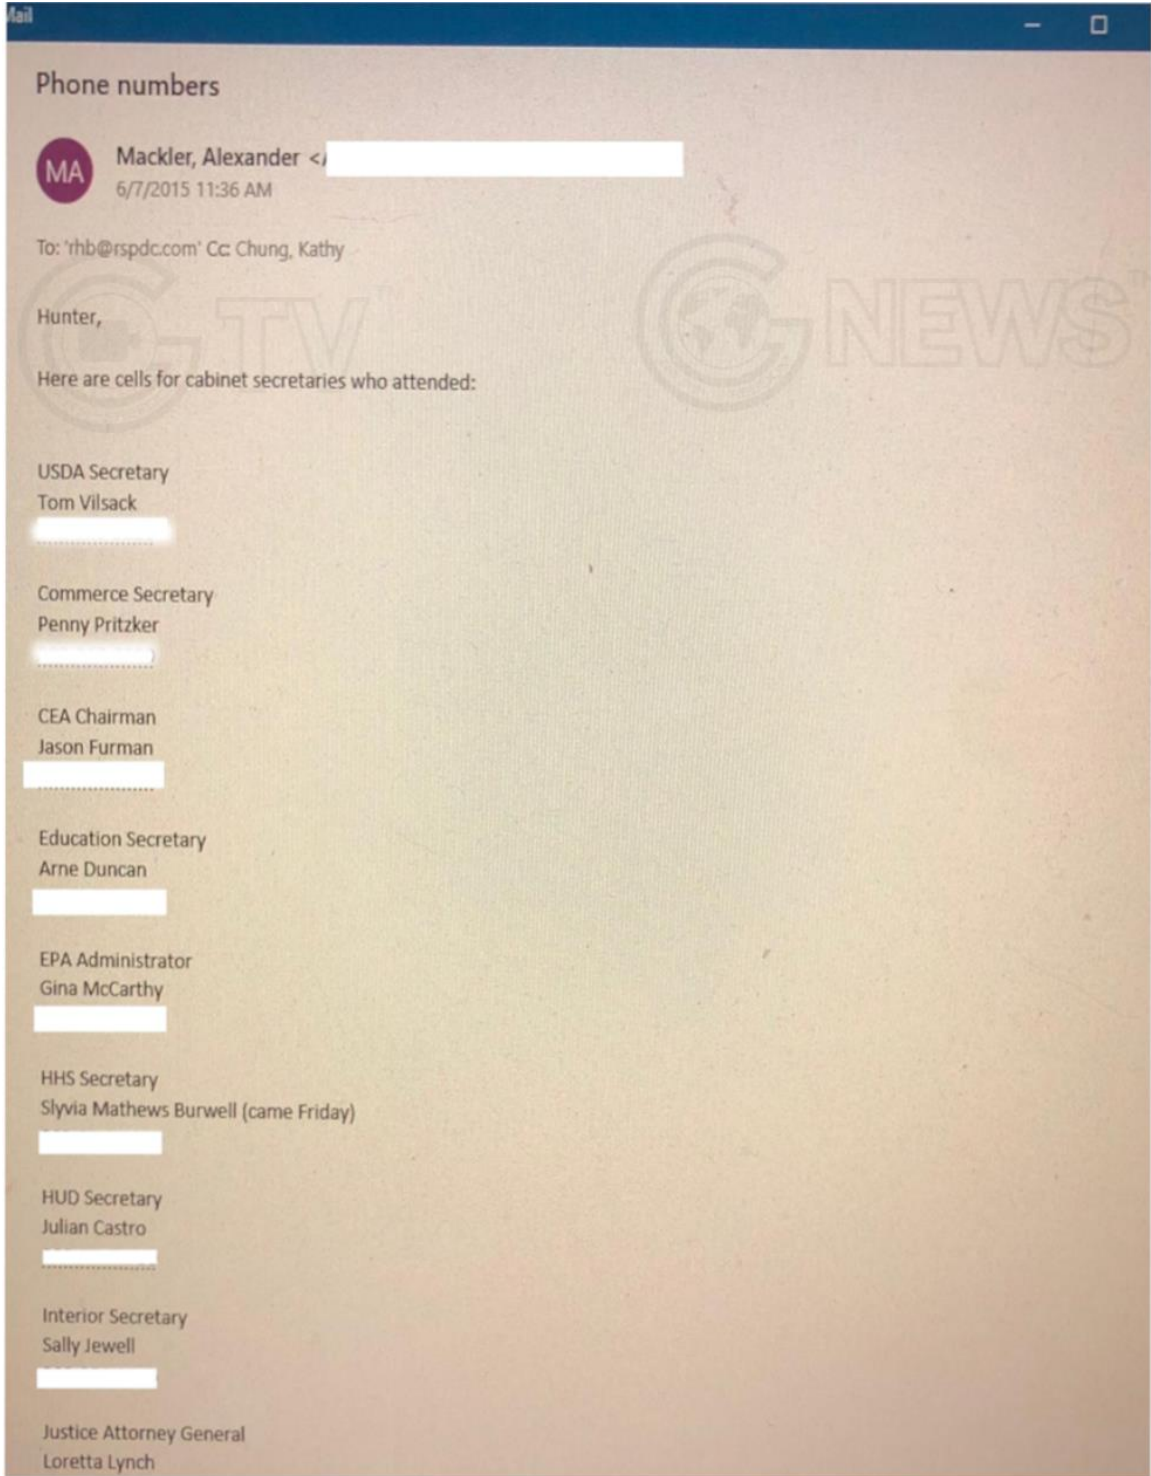 Mail
Phone numbers
MA
Mackler, Alexander <
6/7/2015 11:36 AM
To: 'rhb@rspdc.com' Cc: Chung, Kathy
G TV
G NEWS
Hunter,
Here are cells for cabinet secretaries who attended:
USDA Secretary
Tom Vilsack
Commerce Secretary
Penny Pritzker
CEA Chairman
Jason Furman
Education Secretary
Arne Duncan
EPA Administrator
Gina McCarthy
HHS Secretary
Slyvia Mathews Burwell (came Friday)
HUD Secretary
Julian Castro
Interior Secretary
Sally Jewell
Justice Attorney General
Loretta Lynch